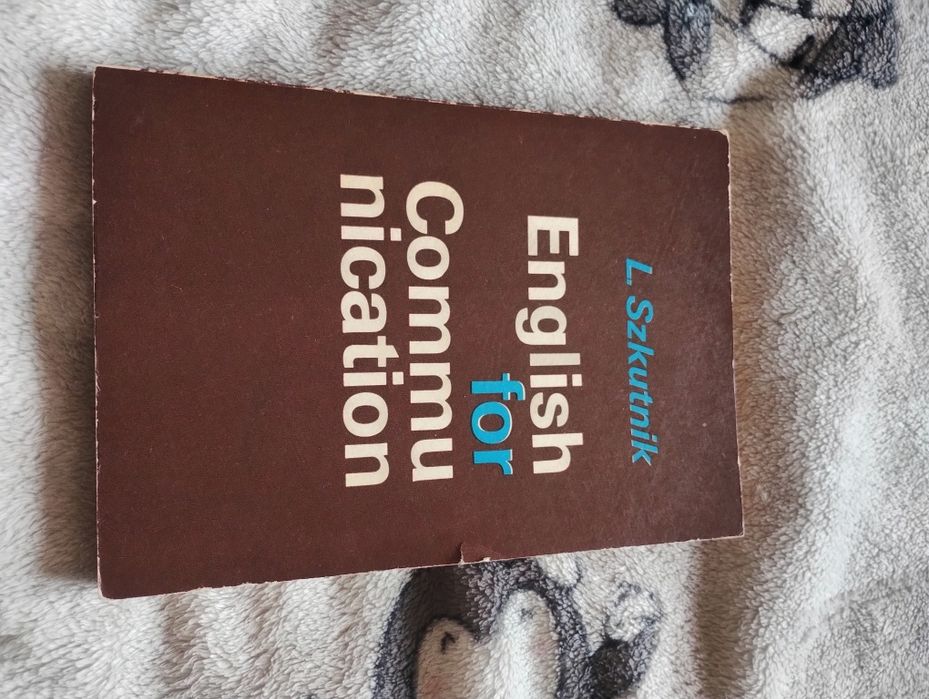 L. Szkutnik
English
for
Commu
nication